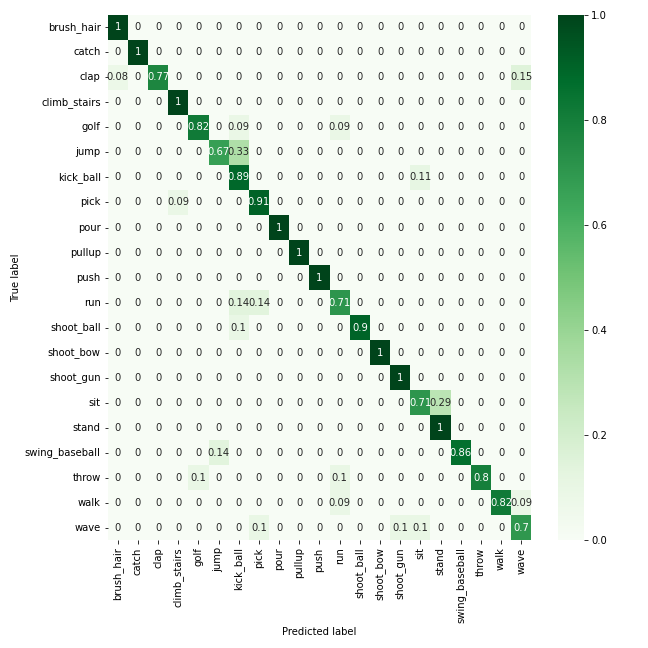 brush_hair 1 0 0 0 0 0 0 0 0 0 0 0 0 0 0 0 0 0 0 0 0
catch 0 1 0 0 0 0 0 0 0 0 0 0 0 0 0 0 0 0 0 0 0
clap 0.08 0 0.77 0 0 0 0 0 0 0 0 0 0 0 0 0 0 0 0 0 0.15
climb_stairs 0 0 0 1 0 0 0 0 0 0 0 0 0 0 0 0 0 0 0 0 0
golf 0 0 0 0 0.82 0 0.09 0 0 0 0 0.09 0 0 0 0 0 0 0 0 0
jump 0 0 0 0 0 0.67 0.33 0 0 0 0 0 0 0 0 0 0 0 0 0 0
kick_ball 0 0 0 0 0 0 0.89 0 0 0 0 0 0 0 0 0.11 0 0 0 0 0
pick 0 0 0 0.09 0 0 0 0.91 0 0 0 0 0 0 0 0 0 0 0 0 0
pour 0 0 0 0 0 0 0 0 1 0 0 0 0 0 0 0 0 0 0 0 0
pullup 0 0 0 0 0 0 0 0 0 1 0 0 0 0 0 0 0 0 0 0 0
push 0 0 0 0 0 0 0 0 0 0 1 0 0 0 0 0 0 0 0 0 0
run 0 0 0 0 0 0 0.14 0.14 0 0 0 0.71 0 0 0 0 0 0 0 0 0
shoot_ball 0 0 0 0 0 0 0.1 0 0 0 0 0 0.9 0 0 0 0 0 0 0 0
shoot_bow 0 0 0 0 0 0 0 0 0 0 0 0 0 1 0 0 0 0 0 0 0
shoot_gun 0 0 0 0 0 0 0 0 0 0 0 0 0 0 1 0 0 0 0 0 0
sit 0 0 0 0 0 0 0 0 0 0 0 0 0 0 0 0.71 0.29 0 0 0 0
stand 0 0 0 0 0 0 0 0 0 0 0 0 0 0 0 0 1 0 0 0 0
swing_baseball 0 0 0 0 0 0.14 0 0 0 0 0 0 0 0 0 0 0 0.86 0 0 0
throw 0 0 0 0 0.1 0 0 0 0 0 0 0.1 0 0 0 0 0 0 0.8 0 0
walk 0 0 0 0 0 0 0 0 0 0 0 0.09 0 0 0 0 0 0 0 0.82 0.09
wave 0 0 0 0 0 0 0 0.1 0 0 0 0 0 0 0.1 0.1 0 0 0 0 0.7
brush_hair
catch
clap
climb_stairs
golf
jump
kick_ball
pick
pour
pullup
push
run
shoot_ball
shoot_bow
shoot_gun
sit
stand
swing_baseball
throw
walk
wave
Predicted label
True label
1.0
0.8
0.6
0.4
0.2
0.0